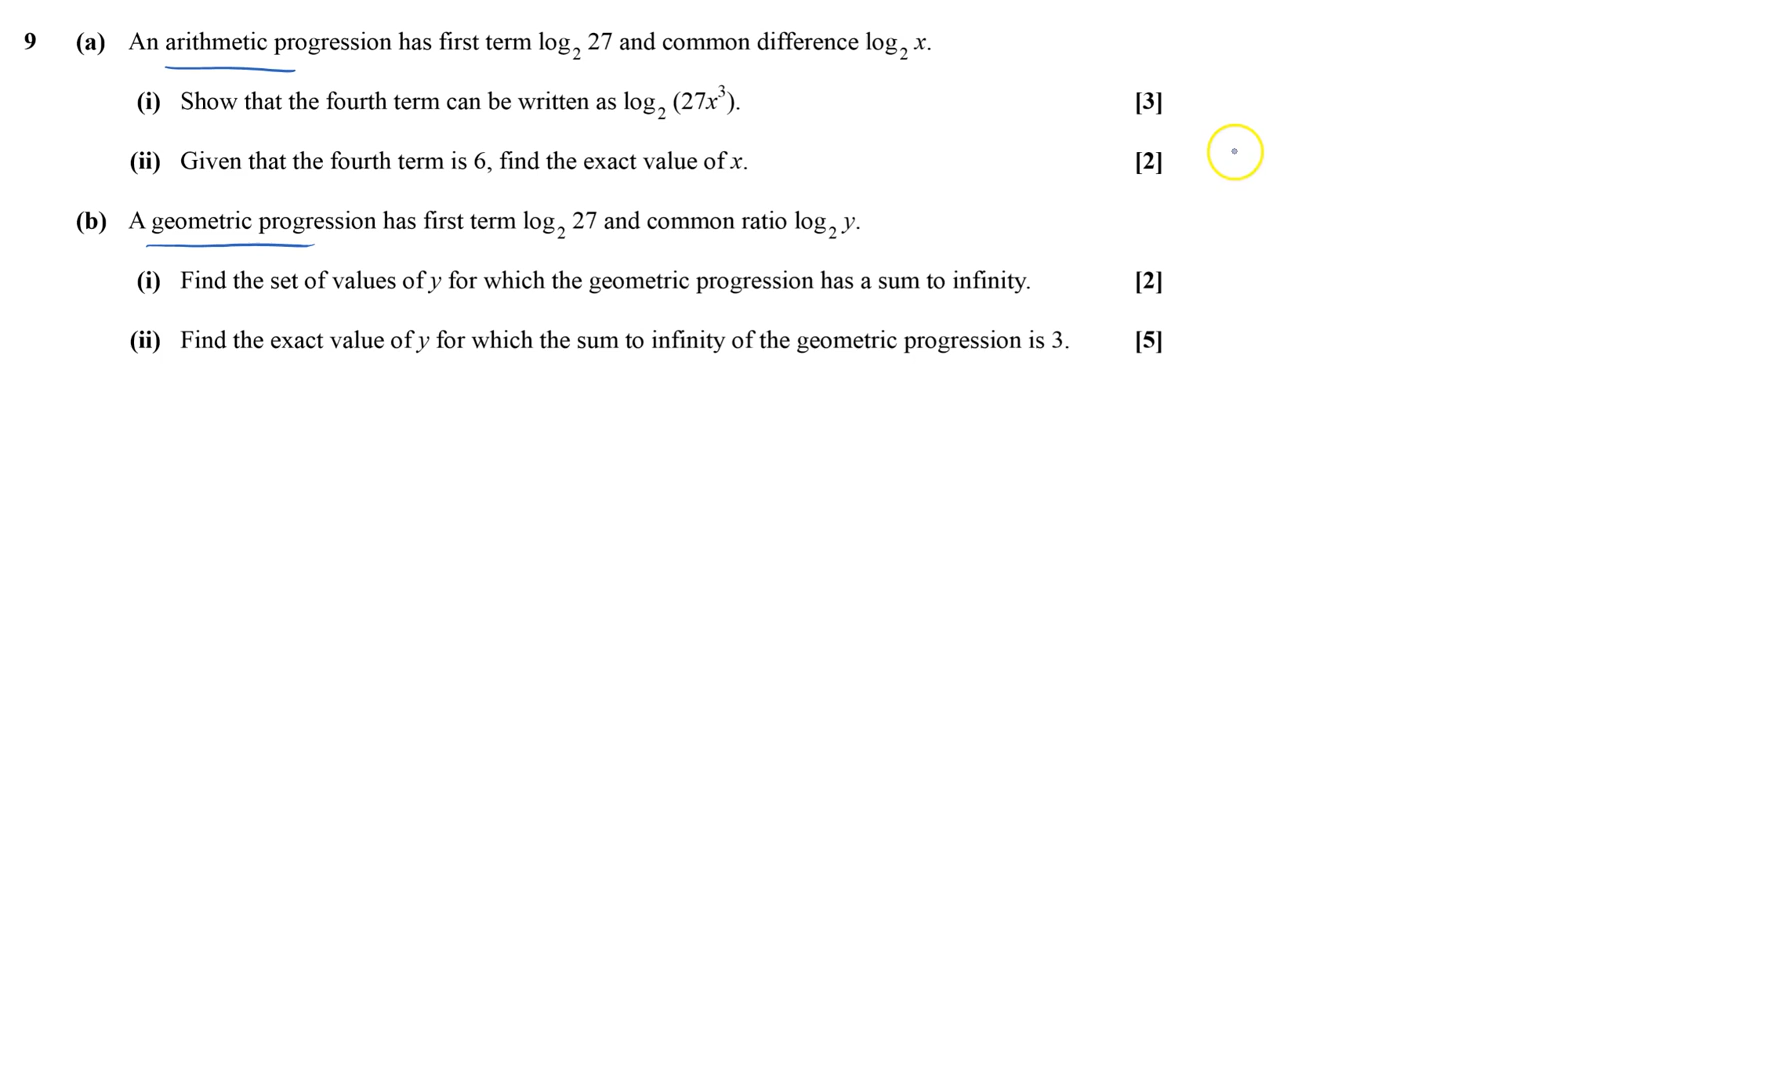 9 (a) An arithmetic progression has first term log₂ 27 and common difference log₂ x.
(i) Show that the fourth term can be written as log₂ (27x³). [3]
(ii) Given that the fourth term is 6, find the exact value of x. [2]
(b) A geometric progression has first term log₂ 27 and common ratio log₂ y.
(i) Find the set of values of y for which the geometric progression has a sum to infinity. [2]
(ii) Find the exact value of y for which the sum to infinity of the geometric progression is 3. [5]